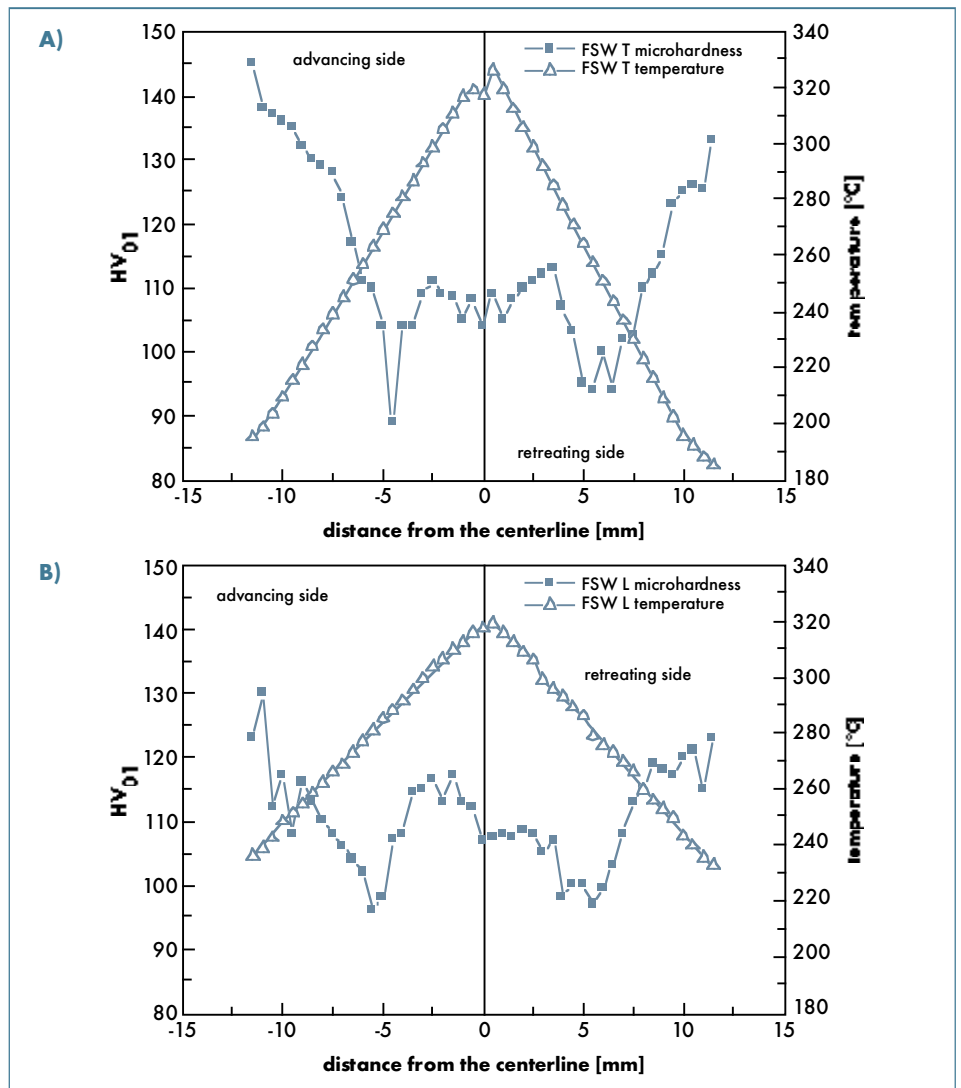 A)
150
140
130
120
110
100
90
80
HV01
advancing side
FSW T microhardness
FSW T temperature
retreating side
340
320
300
280
260
240
220
200
180
temperature [°C]
-15 -10 -5 0 5 10 15
distance from the centerline [mm]
B)
150
140
130
120
110
100
90
80
HV01
advancing side
FSW L microhardness
FSW L temperature
retreating side
340
320
300
280
260
240
220
200
180
temperature [°C]
-15 -10 -5 0 5 10 15
distance from the centerline [mm]